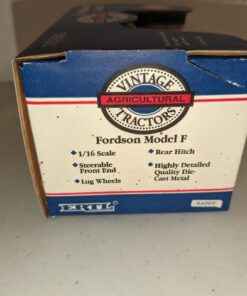 VINTAGE
AGRICULTURAL
TRACTORS
Fordson Model F
1/16 Scale
Steerable
Front End
Lug Wheels
Rear Hitch
Highly Detailed
Quality Die-
Cast Metal
ERTL